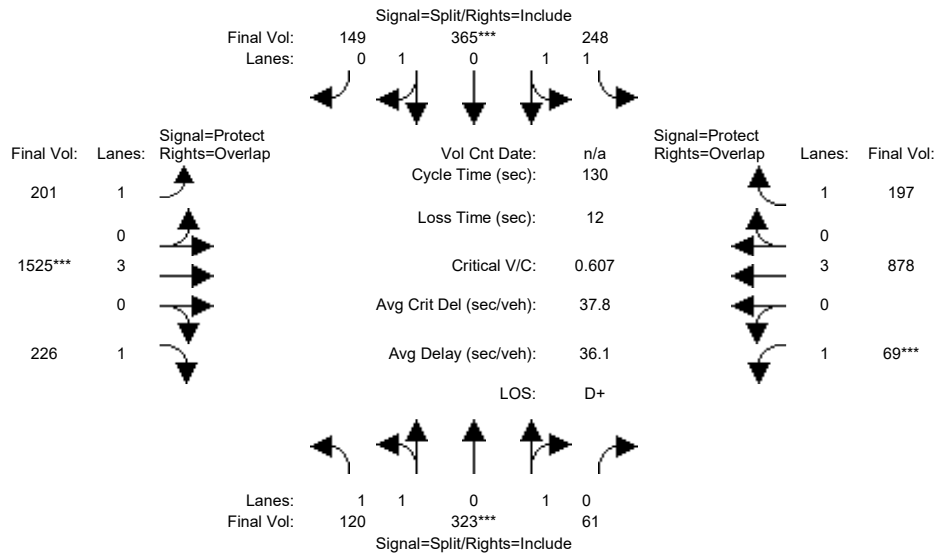 Signal=Split/Rights=Include
Final Vol: 149 365*** 248
Lanes: 0 1 0 1 1
Signal=Protect
Final Vol: Lanes: Rights=Overlap
Vol Cnt Date: n/a
Signal=Protect
Rights=Overlap Lanes: Final Vol:
Cycle Time (sec): 130
201 1
1 197
Loss Time (sec): 12
0
0
1525*** 3
Critical V/C: 0.607
3 878
0
Avg Crit Del (sec/veh): 37.8
0
226 1
Avg Delay (sec/veh): 36.1
1 69***
LOS: D+
Lanes: 1 1 0 1 0
Final Vol: 120 323*** 61
Signal=Split/Rights=Include